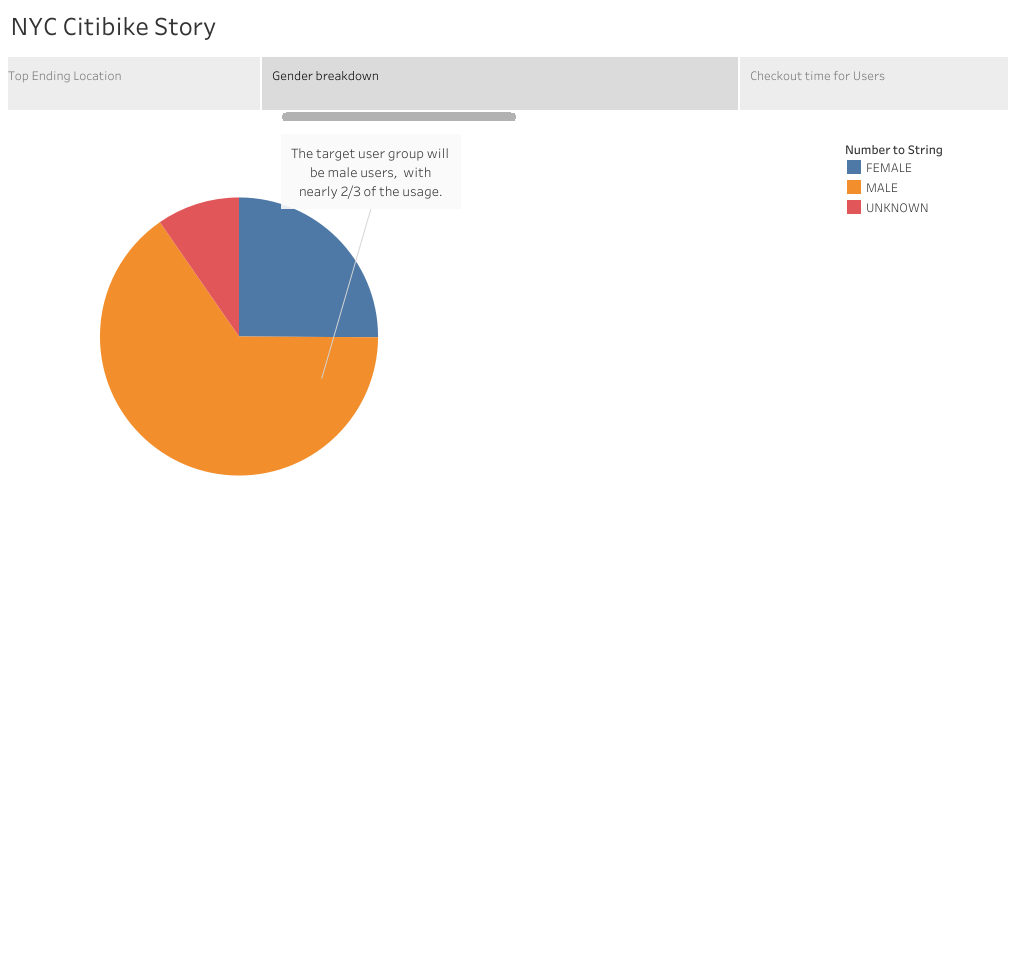 NYC Citibike Story
Top Ending Location
Gender breakdown
Checkout time for Users
The target user group will
be male users,  with
nearly 2/3 of the usage.
Number to String
FEMALE
MALE
UNKNOWN